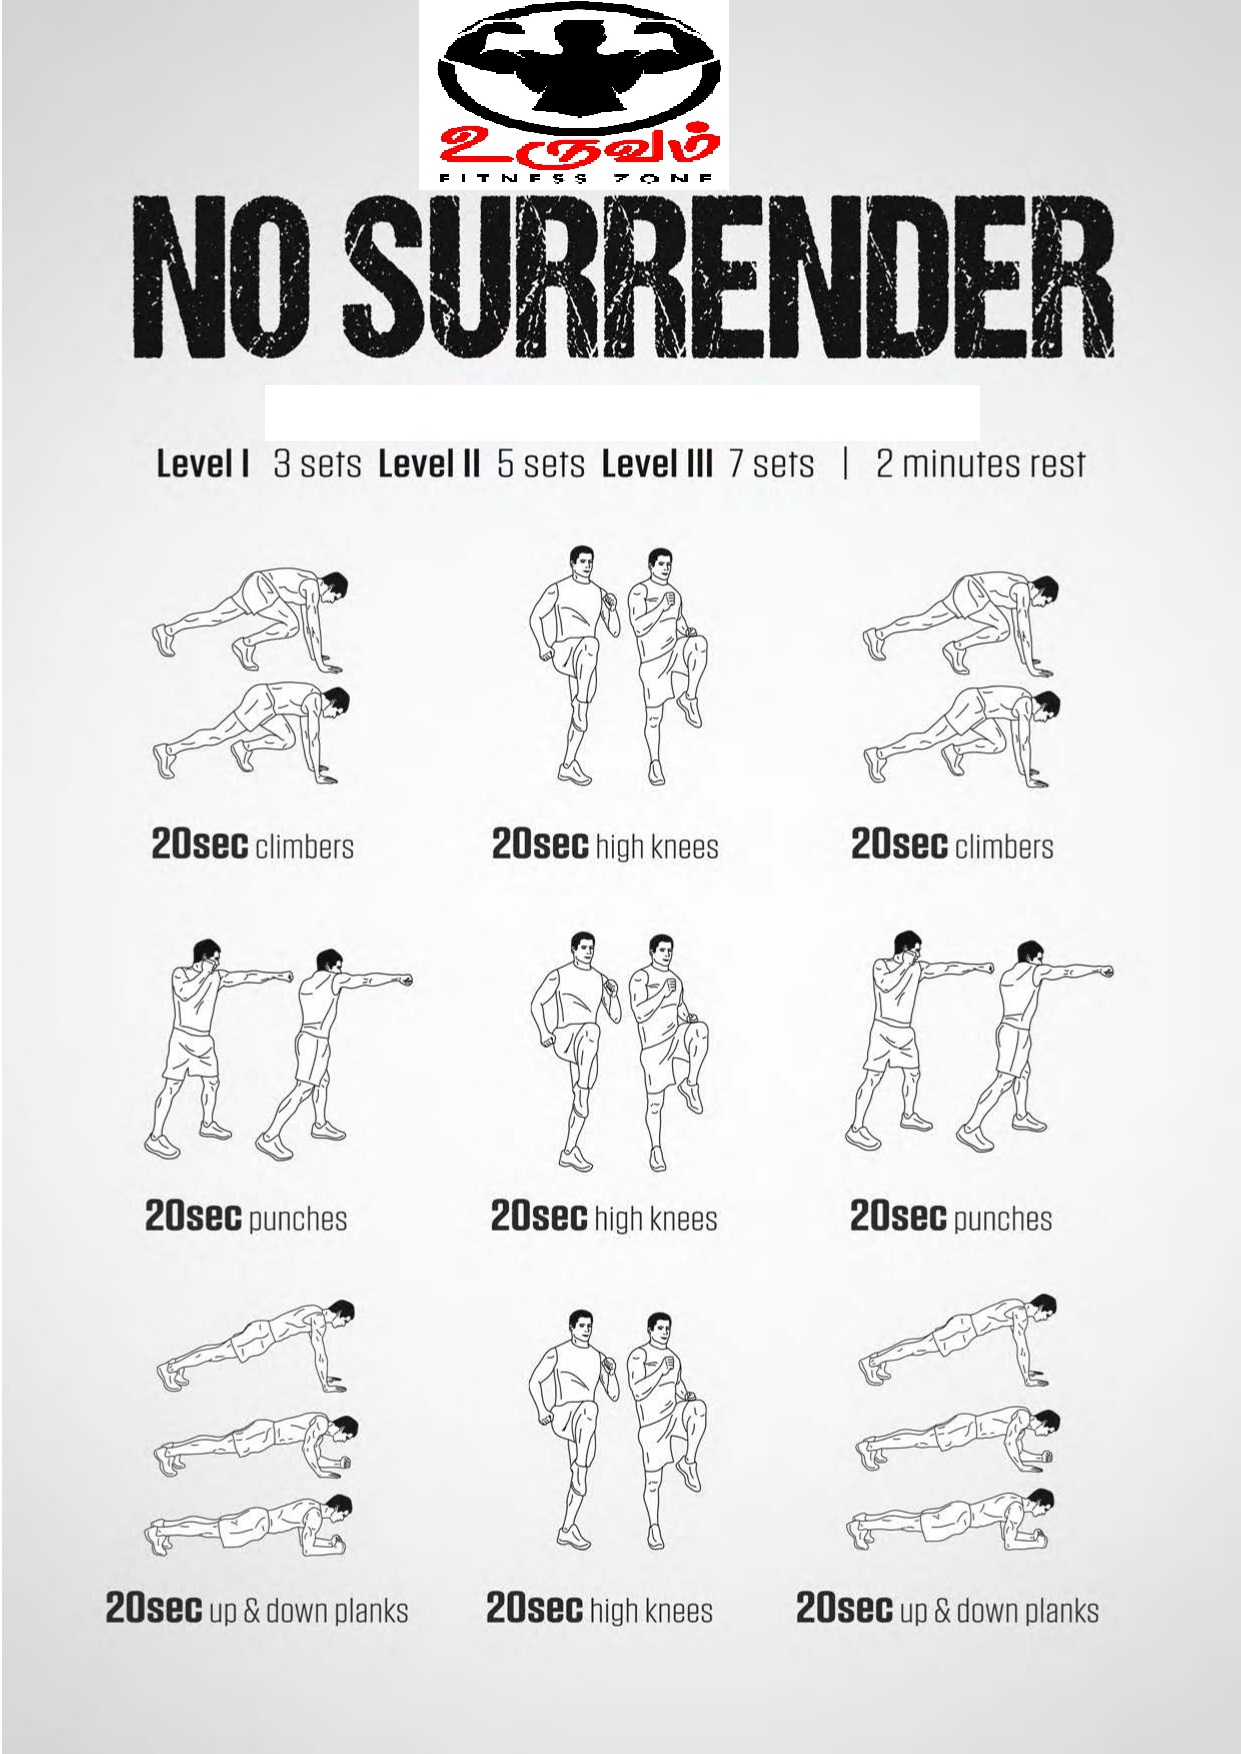 உருவம்
FITNESS ZONE
NO SURRENDER
Level I 3 sets Level II 5 sets Level III 7 sets | 2 minutes rest
20sec climbers 20sec high knees 20sec climbers
20sec punches 20sec high knees 20sec punches
20sec up & down planks 20sec high knees 20sec up & down planks